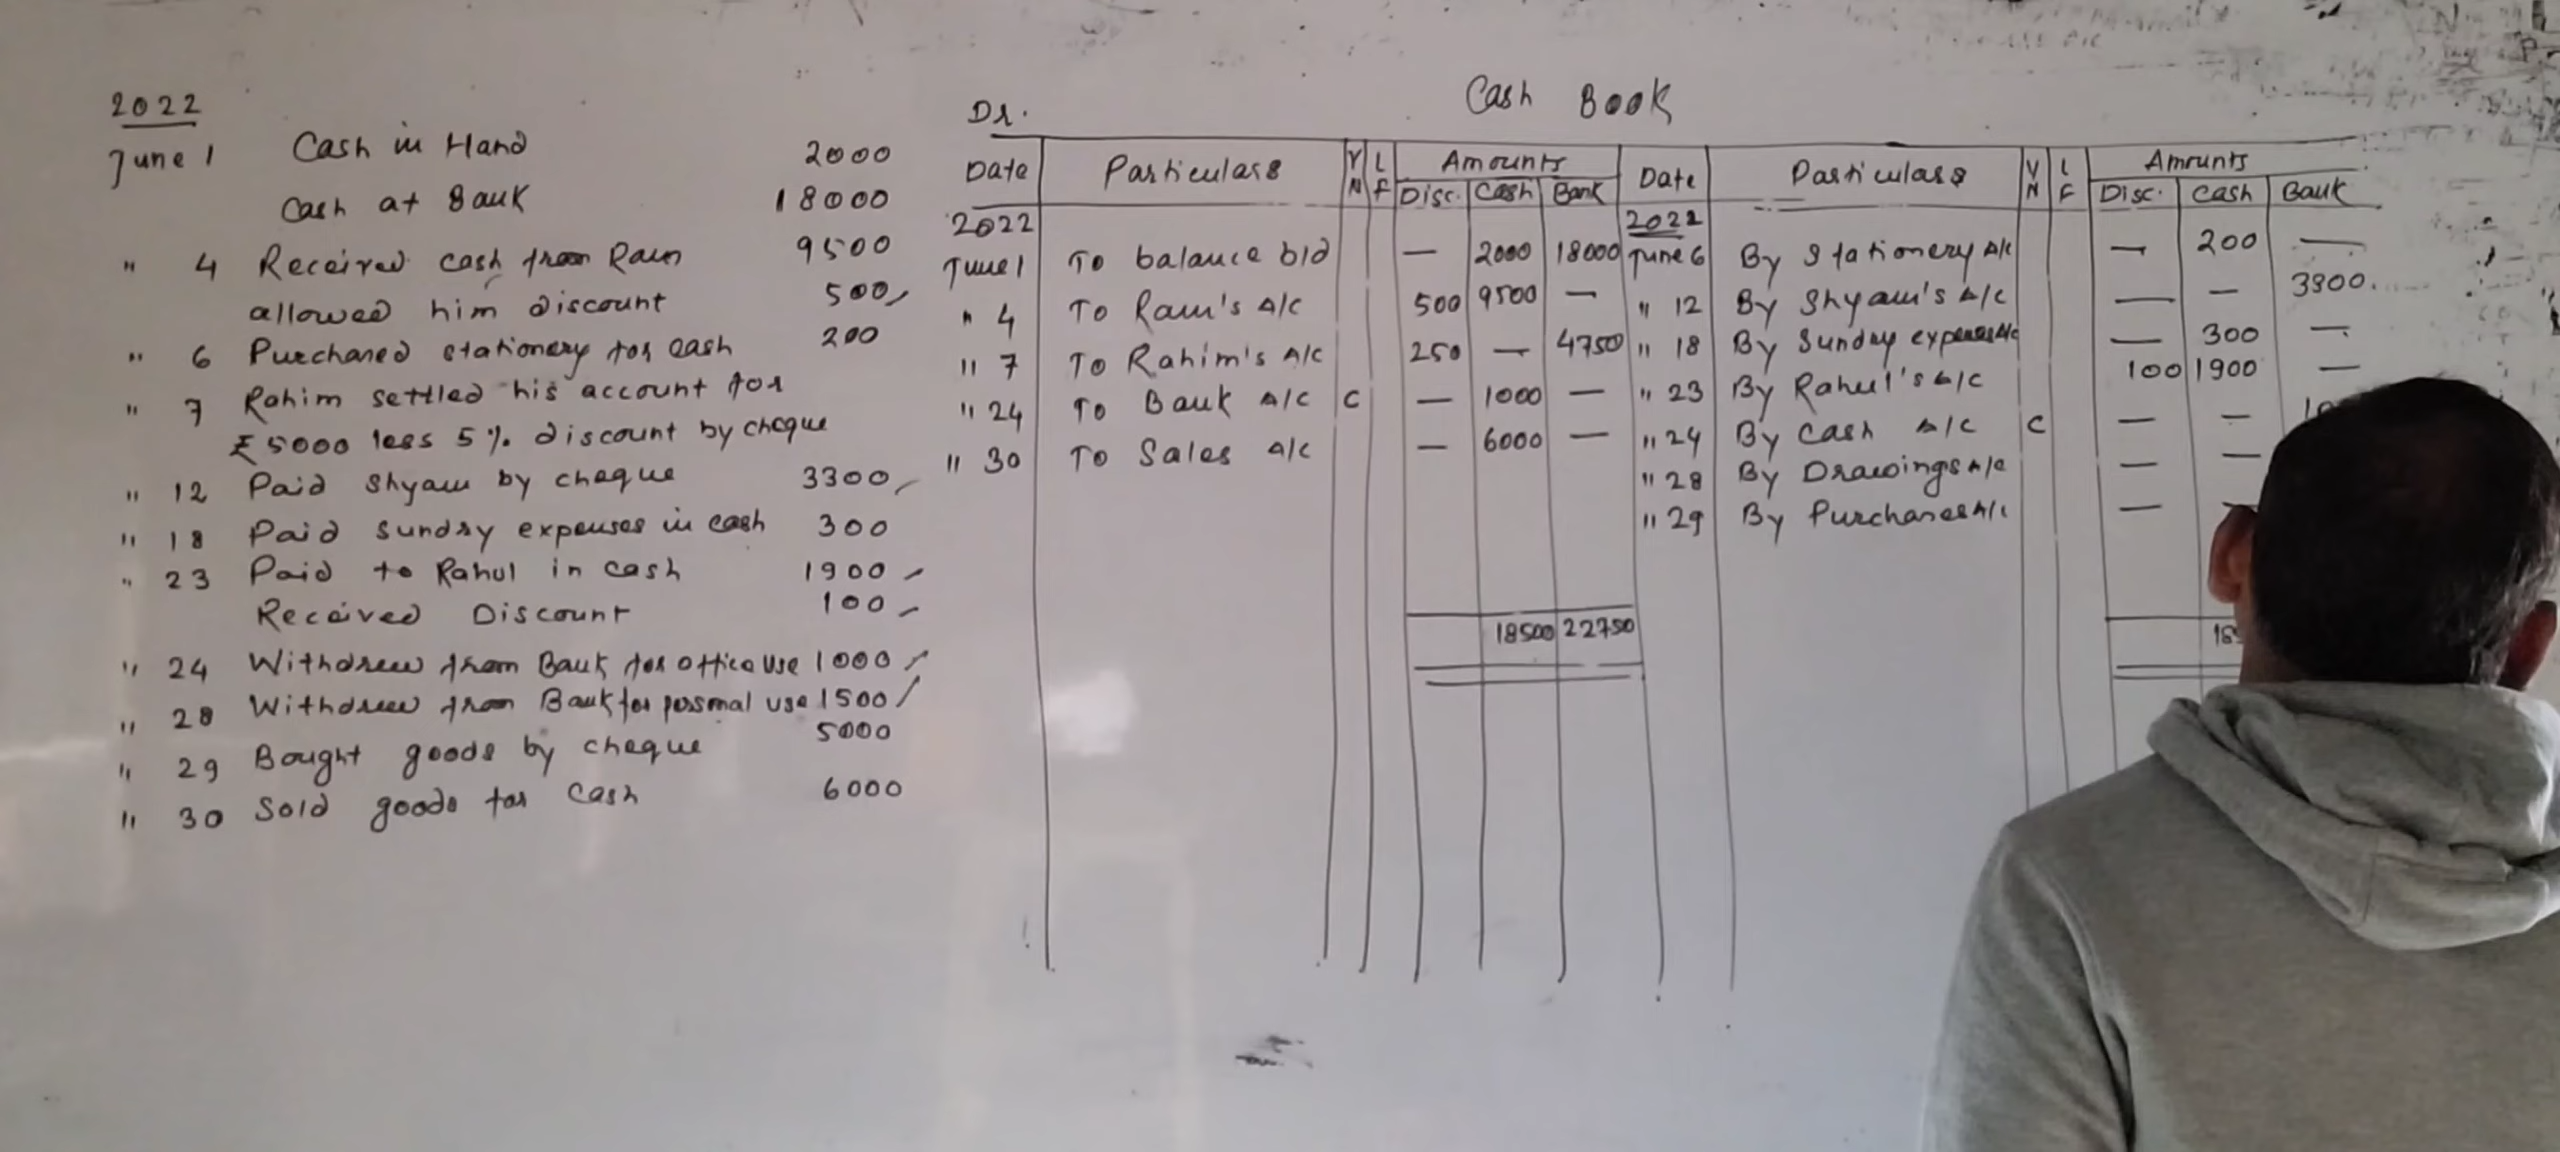 2022
June 1 Cash in Hand 2000
Cash at Bank 18000
" 4 Received cash from Ram 9500
allowed him discount 500
" 6 Purchased stationery for cash 200
" 7 Rahim settled his account for
₹ 5000 less 5% discount by cheque
" 12 Paid Shyam by cheque 3300
" 18 Paid sundry expenses in cash 300
" 23 Paid to Rahul in cash 1900
Received Discount 100
" 24 Withdrew from Bank for office use 1000
" 28 Withdrew from Bank for personal use 1500
" 29 Bought goods by cheque 5000
" 30 Sold goods for cash 6000
Cash Book
Dr.
Date Particulars VN LF Amounts Date Particulars VN LF Amounts
Disc. Cash Bank Disc. Cash Bank
2022 2022
June 1 To balance b/d — 2000 18000 June 6 By Stationery A/c — 200 —
" 4 To Ram's A/c 500 9500 — " 12 By Shyam's A/c — — 3300
" 7 To Rahim's A/c 250 — 4750 " 18 By Sundry expenses A/c — 300 —
" 24 To Bank A/c C — 1000 — " 23 By Rahul's A/c 100 1900 —
" 30 To Sales A/c — 6000 — " 24 By Cash A/c C — —
" 28 By Drawings A/c — —
" 29 By Purchases A/c — —
18500 22750